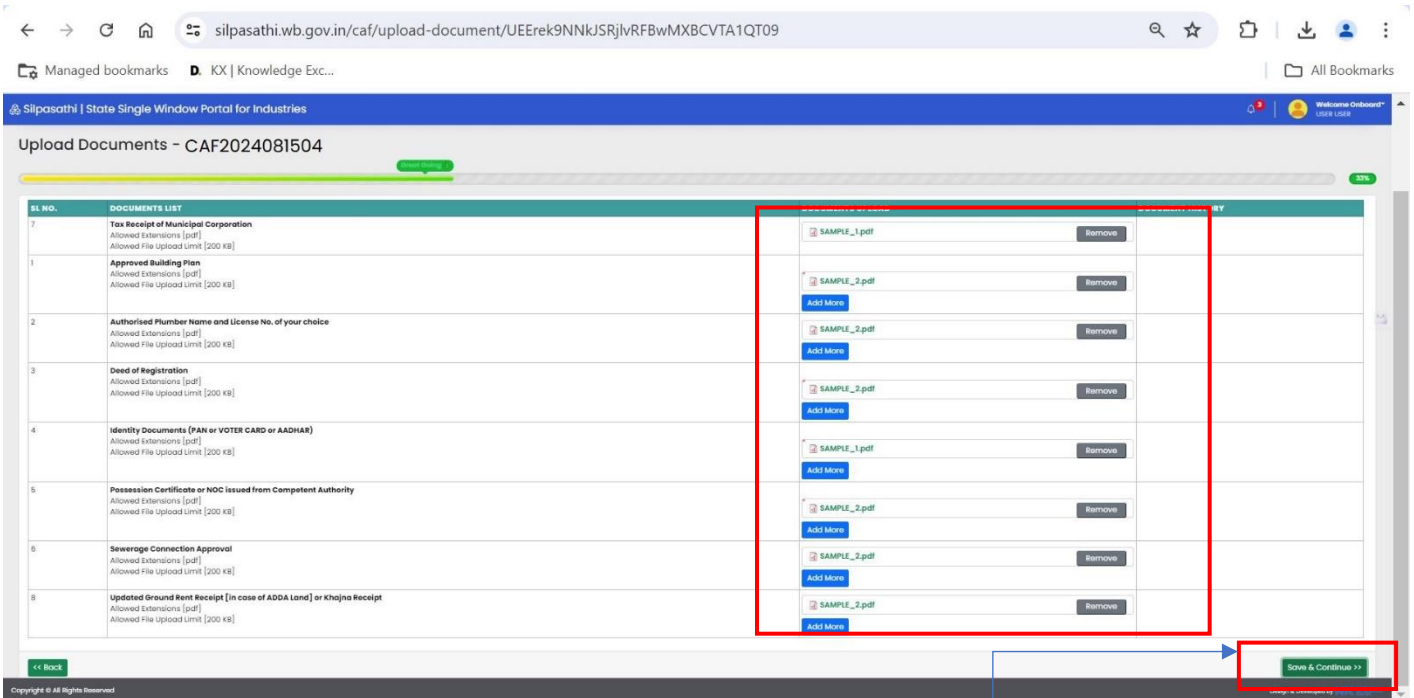 silpasathi.wb.gov.in/caf/upload-document/UEErek9NNkJSRjlvRFBwMXBCVTA1QT09
Managed bookmarks D. KX | Knowledge Exc... All Bookmarks
Silpasathi | State Single Window Portal for Industries 3 Welcome Onboard"
USER USER
Upload Documents - CAF2024081504
33%
SL NO. DOCUMENTS LIST
7 Tax Receipt of Municipal Corporation
Allowed Extensions [pdf]
Allowed File Upload Limit [200 KB]
SAMPLE_1.pdf Remove
1 Approved Building Plan
Allowed Extensions [pdf]
Allowed File Upload Limit [200 KB]
* SAMPLE_2.pdf Remove
Add More
2 Authorised Plumber Name and License No. of your choice
Allowed Extensions [pdf]
Allowed File Upload Limit [200 KB]
SAMPLE_2.pdf Remove
Add More
3 Deed of Registration
Allowed Extensions [pdf]
Allowed File Upload Limit [200 KB]
* SAMPLE_2.pdf Remove
Add More
4 Identity Documents (PAN or VOTER CARD or AADHAR)
Allowed Extensions [pdf]
Allowed File Upload Limit [200 KB]
* SAMPLE_1.pdf Remove
Add More
5 Possession Certificate or NOC issued from Competent Authority
Allowed Extensions [pdf]
Allowed File Upload Limit [200 KB]
* SAMPLE_2.pdf Remove
Add More
6 Sewerage Connection Approval
Allowed Extensions [pdf]
Allowed File Upload Limit [200 KB]
SAMPLE_2.pdf Remove
Add More
8 Updated Ground Rent Receipt [in case of ADDA Land] or Khajna Receipt
Allowed Extensions [pdf]
Allowed File Upload Limit [200 KB]
SAMPLE_2.pdf Remove
Add More
<< Back Save & Continue >>
Copyright © All Rights Reserved